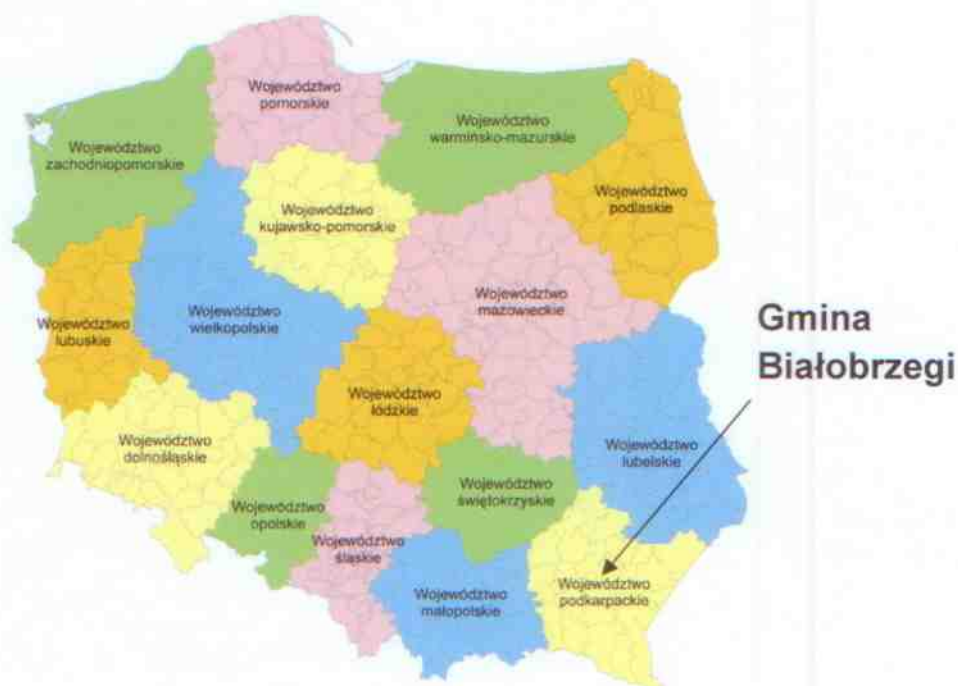 Województwo
pomorskie
Województwo
warmińsko-mazurskie
Województwo
zachodniopomorskie
Województwo
podlaskie
Województwo
kujawsko-pomorskie
Województwo
mazowieckie
Województwo
wielkopolskie
Województwo
lubuskie
Gmina
Białobrzegi
Województwo
łódzkie
Województwo
dolnośląskie
Województwo
lubelskie
Województwo
świętokrzyskie
Województwo
opolskie
Województwo
śląskie
Województwo
małopolskie
Województwo
podkarpackie